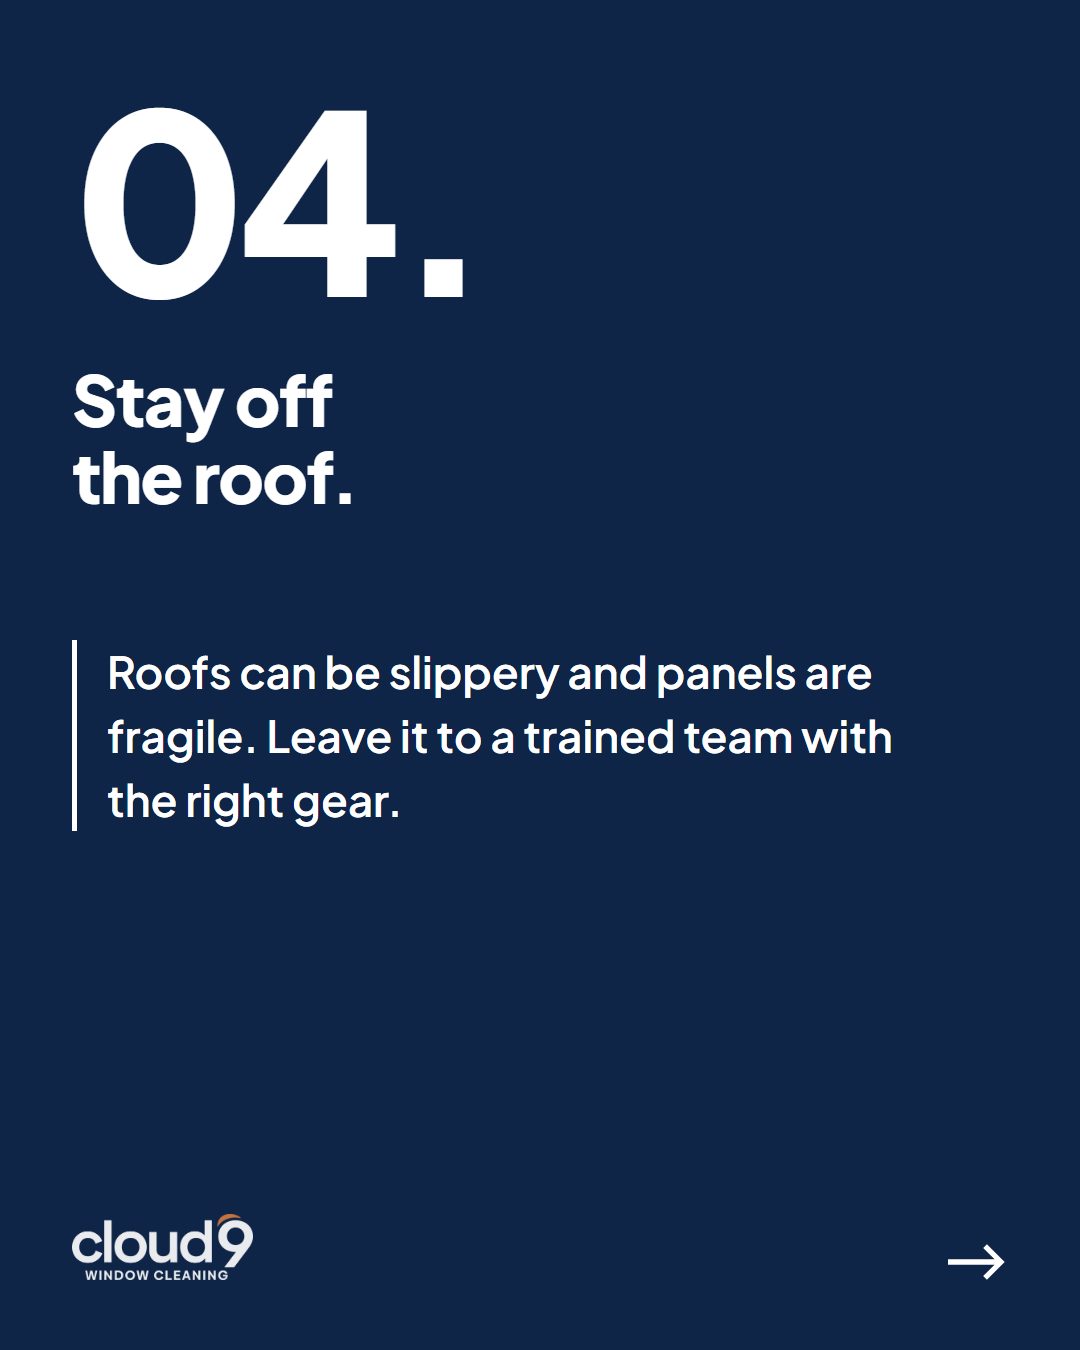 04.
Stay off
the roof.
Roofs can be slippery and panels are
fragile. Leave it to a trained team with
the right gear.
cloud9
WINDOW CLEANING